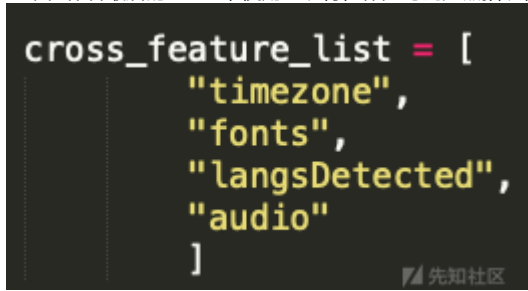 cross_feature_list = [
"timezone",
"fonts",
"langsDetected",
"audio"
]
先知社区